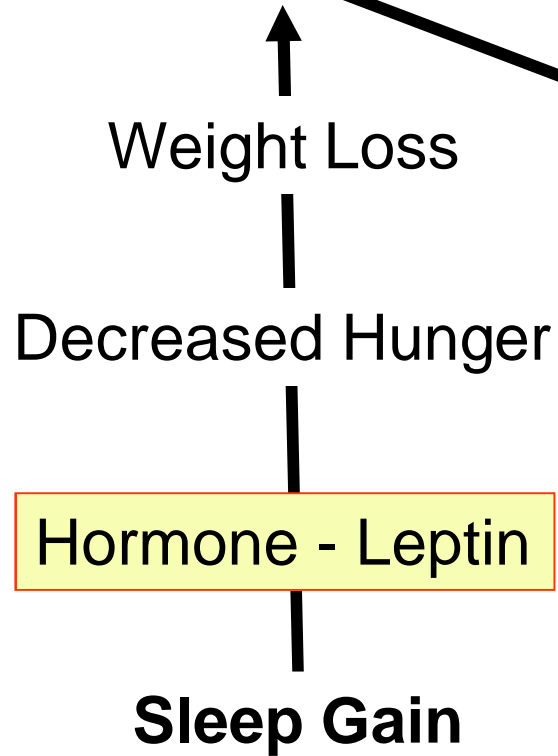 Weight Loss
Decreased Hunger
Hormone - Leptin
Sleep Gain